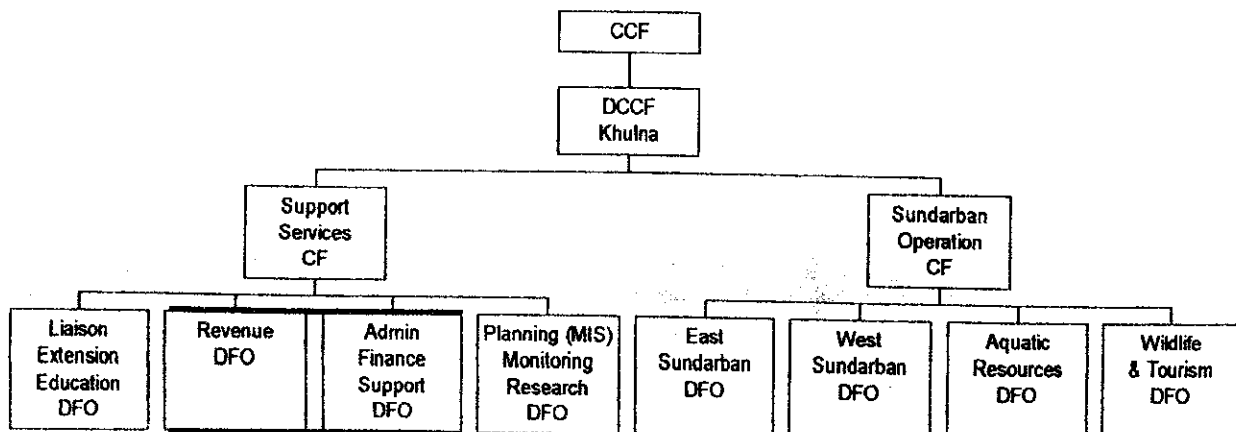 CCF
DCCF
Khulna
Support
Services
CF
Sundarban
Operation
CF
Liaison
Extension
Education
DFO
Revenue
DFO
Admin
Finance
Support
DFO
Planning (MIS)
Monitoring
Research
DFO
East
Sundarban
DFO
West
Sundarban
DFO
Aquatic
Resources
DFO
Wildlife
& Tourism
DFO